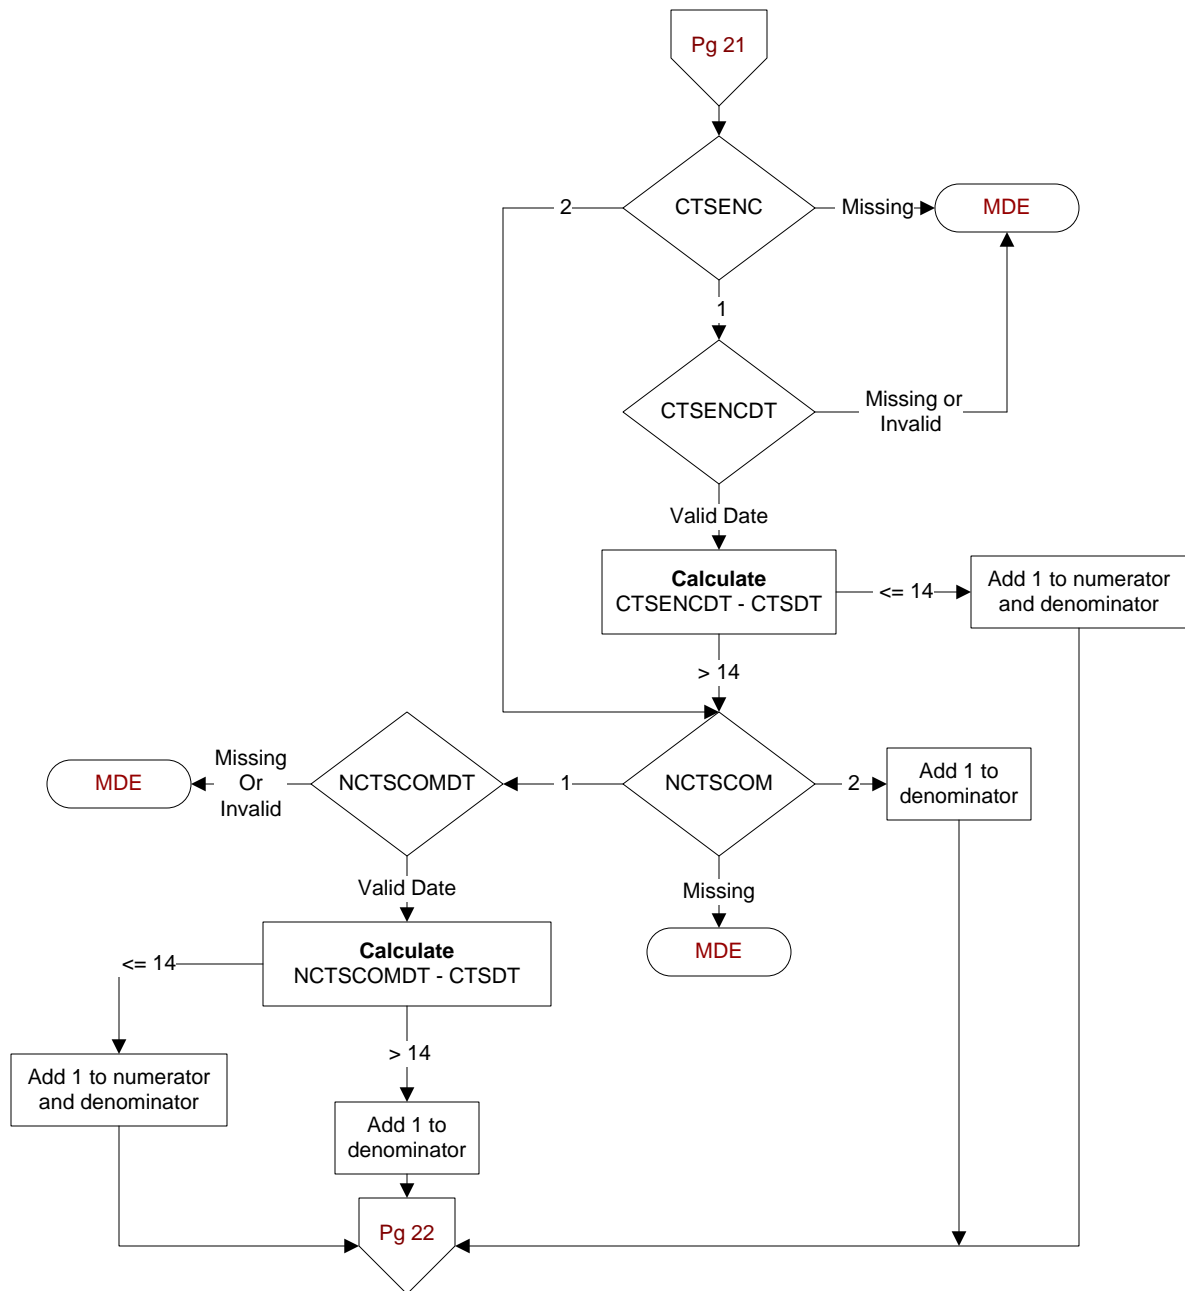 Pg 21
CTSENC
2
Missing
MDE
1
CTSENCDT
Missing or
Invalid
Valid Date
Calculate
CTSENCDT - CTSDT
<= 14
Add 1 to numerator
and denominator
> 14
NCTSCOM
1
2
Add 1 to
denominator
NCTSCOMDT
Missing
Or
Invalid
MDE
Missing
MDE
Valid Date
Calculate
NCTSCOMDT - CTSDT
<= 14
Add 1 to numerator
and denominator
> 14
Add 1 to
denominator
Pg 22